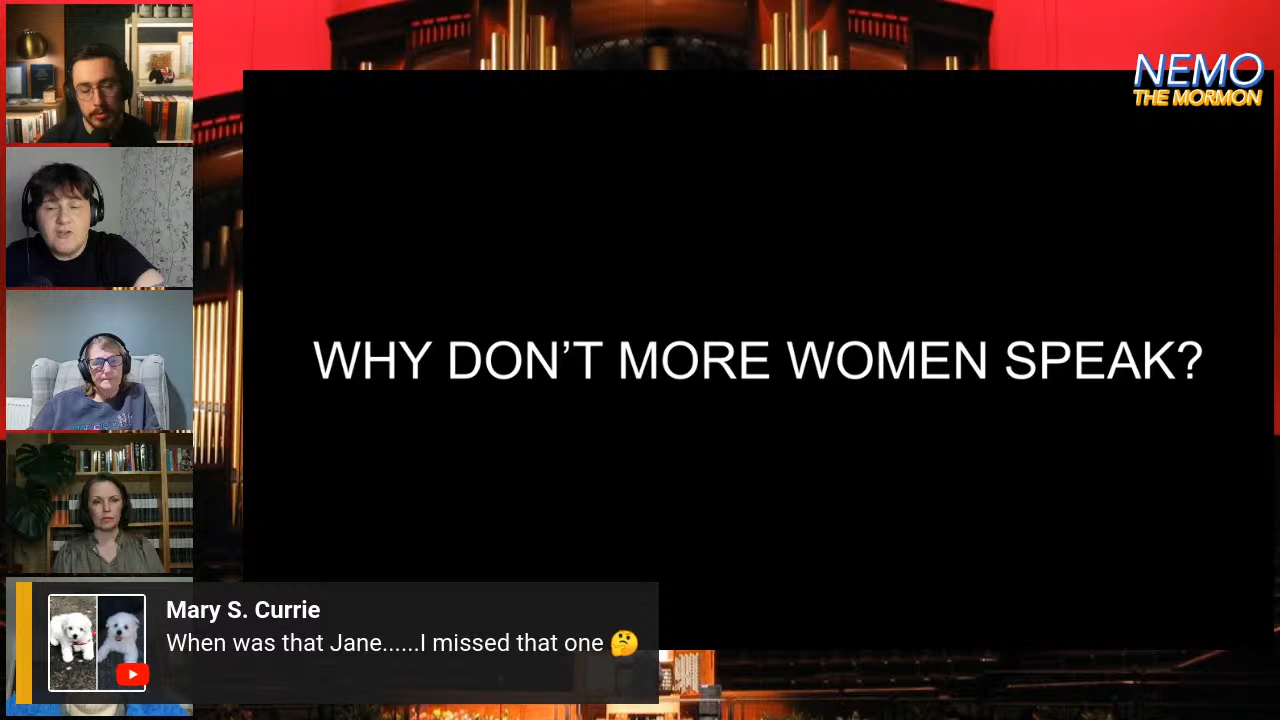 NEMO
THE MORMON
WHY DON’T MORE WOMEN SPEAK?
Mary S. Currie
When was that Jane......I missed that one 🤔